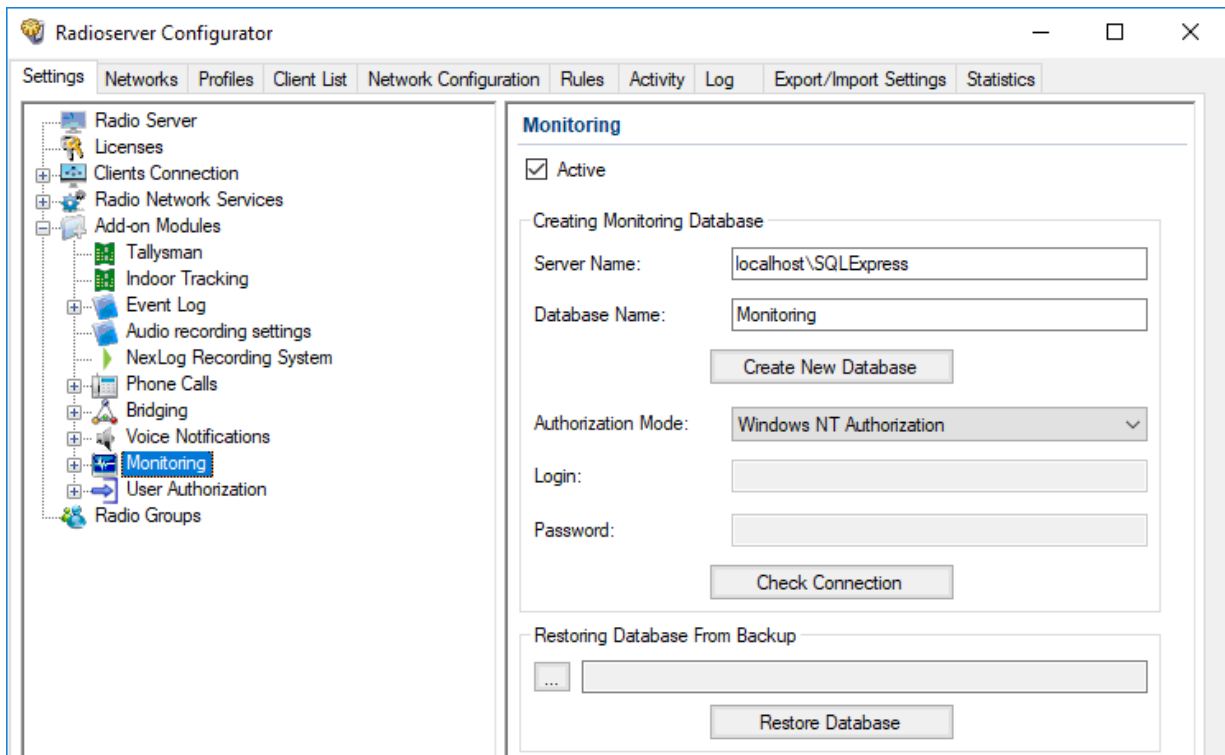 Radioserver Configurator
Settings Networks Profiles Client List Network Configuration Rules Activity Log Export/Import Settings Statistics
Radio Server
Licenses
Clients Connection
Radio Network Services
Add-on Modules
Tallysman
Indoor Tracking
Event Log
Audio recording settings
NexLog Recording System
Phone Calls
Bridging
Voice Notifications
Monitoring
User Authorization
Radio Groups
Monitoring
Active
Creating Monitoring Database
Server Name: localhost\SQLExpress
Database Name: Monitoring
Create New Database
Authorization Mode: Windows NT Authorization
Login:
Password:
Check Connection
Restoring Database From Backup
...
Restore Database